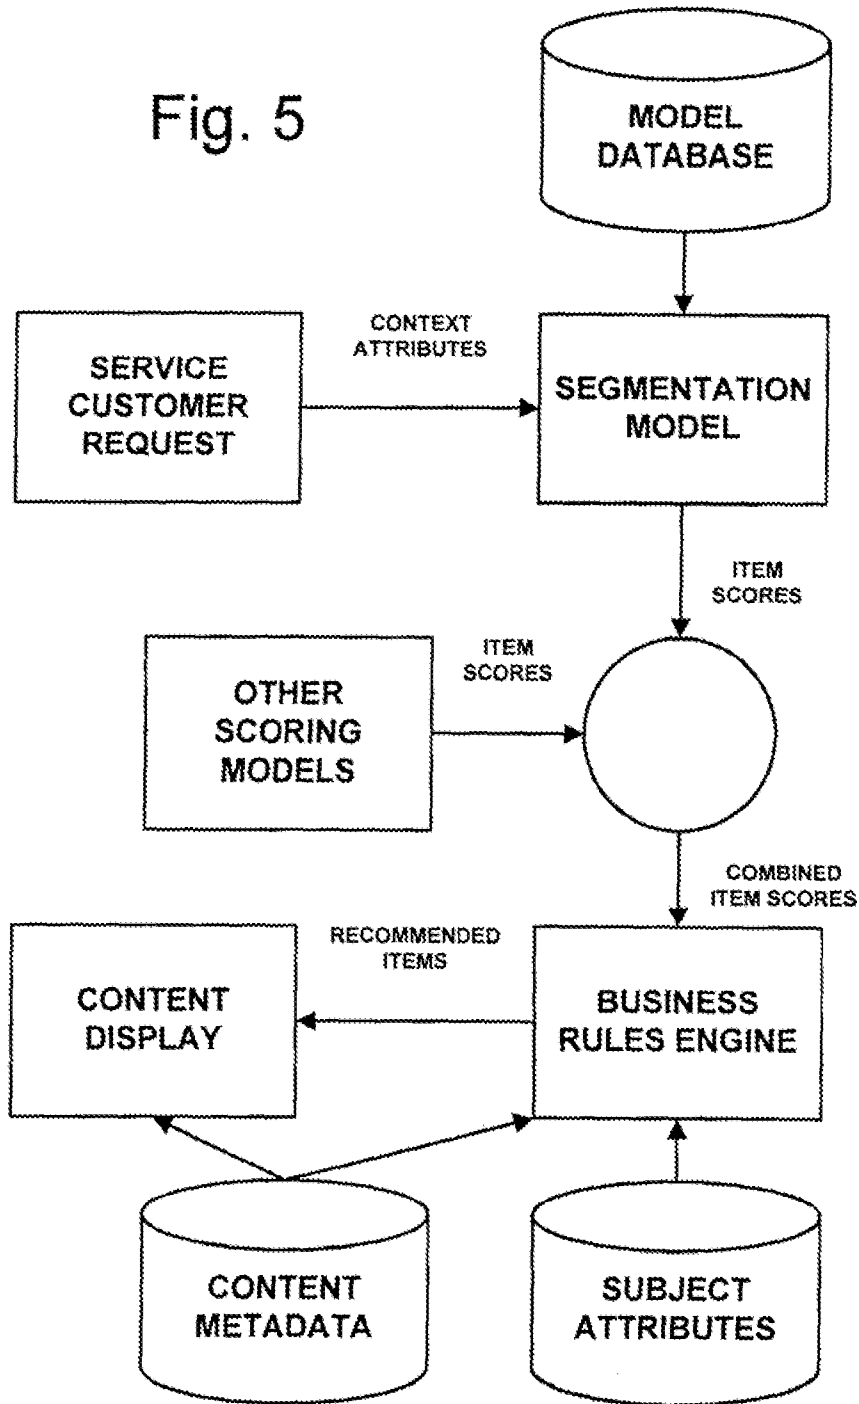 Fig. 5
MODEL
DATABASE
CONTEXT
ATTRIBUTES
SERVICE
CUSTOMER
REQUEST
SEGMENTATION
MODEL
ITEM
SCORES
ITEM
SCORES
OTHER
SCORING
MODELS
COMBINED
ITEM SCORES
RECOMMENDED
ITEMS
CONTENT
DISPLAY
BUSINESS
RULES ENGINE
CONTENT
METADATA
SUBJECT
ATTRIBUTES